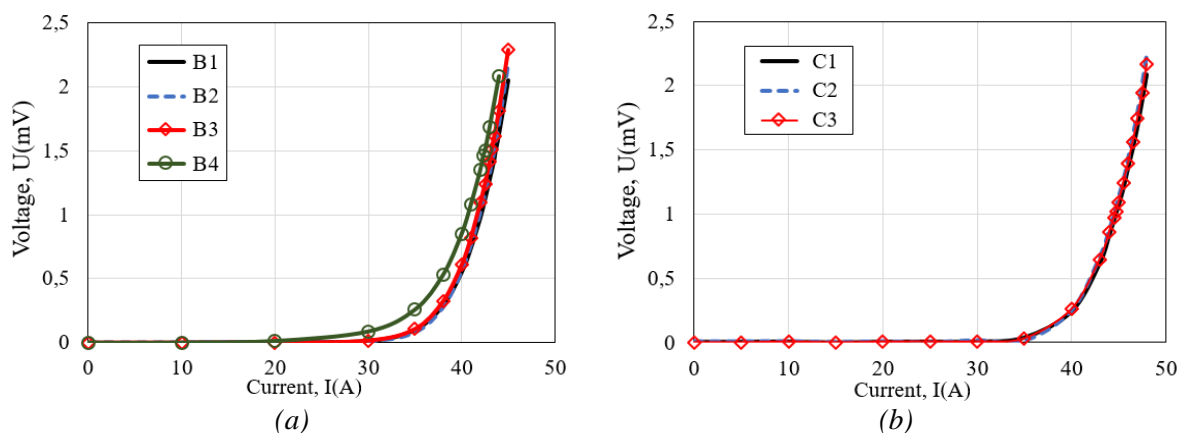 2,5
2
1,5
1
0,5
0
Voltage, U(mV)
B1
B2
B3
B4
0 10 20 30 40 50
Current, I(A)
(a)
2,5
2
1,5
1
0,5
0
Voltage, U(mV)
C1
C2
C3
0 10 20 30 40 50
Current, I(A)
(b)